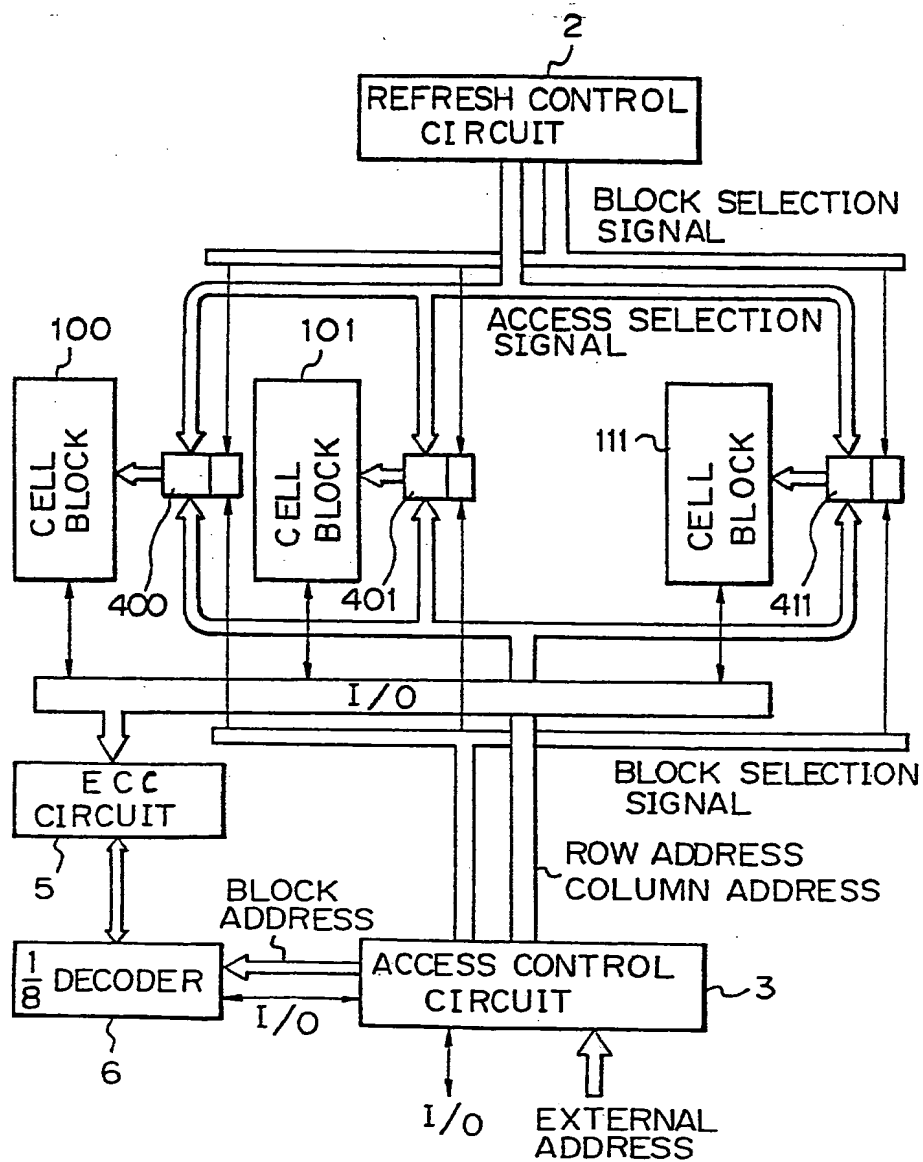 2
REFRESH CONTROL
CIRCUIT
BLOCK SELECTION
SIGNAL
ACCESS SELECTION
SIGNAL
100
101
111
CELL
BLOCK
CELL
BLOCK
CELL
BLOCK
400
401
411
I/O
ECC
CIRCUIT
BLOCK SELECTION
SIGNAL
5
ROW ADDRESS
COLUMN ADDRESS
BLOCK
ADDRESS
1/8 DECODER
ACCESS CONTROL
CIRCUIT
3
I/O
6
I/O
EXTERNAL
ADDRESS